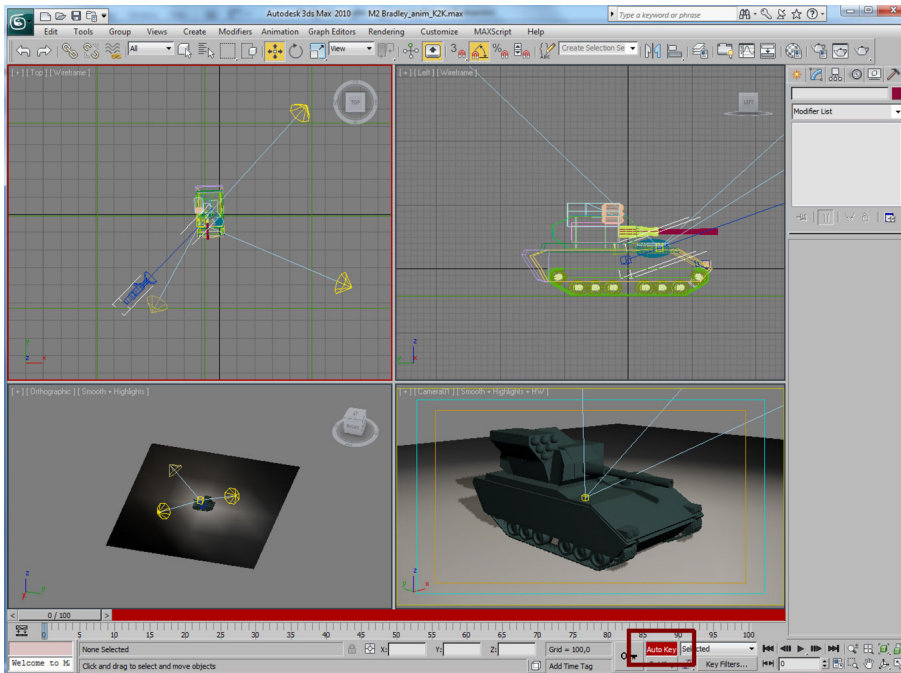 Autodesk 3ds Max 2010 M2 Bradley_anim_K2K.max
Type a keyword or phrase
Edit Tools Group Views Create Modifiers Animation Graph Editors Rendering Customize MAXScript Help
All View 3 Create Selection Se
[ + ] [ Top ] [ Wireframe ]
TOP
[ + ] [ Left ] [ Wireframe ]
LEFT
Modifier List
y
z x
z
y x
[ + ] [ Orthographic ] [ Smooth + Highlights ]
[ + ] [ Camera01 ] [ Smooth + Highlights + HW ]
z
y
z
y x
< 0 / 100 >
0 5 10 15 20 25 30 35 40 45 50 55 60 65 70 75 80 85 90 95 100
None Selected X: Y: Z: Grid = 100,0 Auto Key Selected
Welcome to M Click and drag to select and move objects Add Time Tag Key Filters... 0